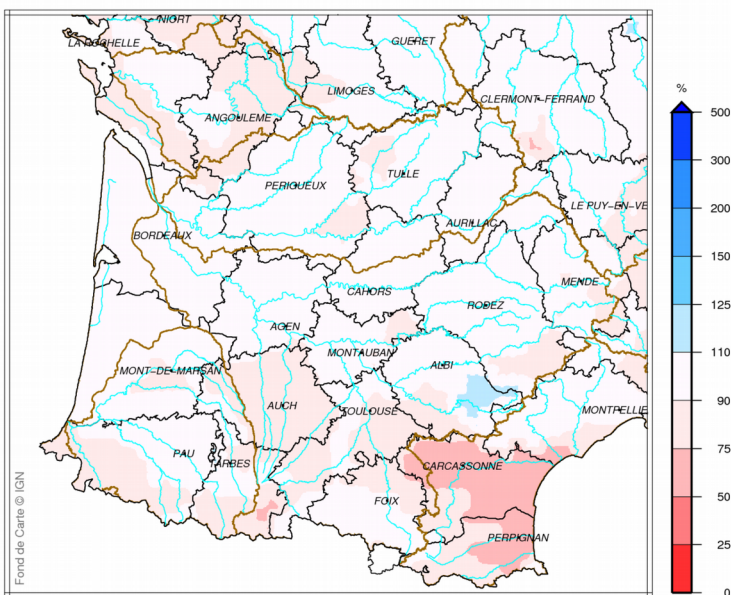 NIORT
LA ROCHELLE
GUERET
%
LIMOGES
CLERMONT-FERRAND
500
ANGOULEME
300
TULLE
PERIGUEUX
200
LE PUY-EN-VE
AURILLAC
BORDEAUX
150
MENDE
CAHORS
RODEZ
125
AGEN
MONTAUBAN
110
ALBI
MONT-DE-MARSAN
90
AUCH
TOULOUSE
MONTPELLIE
75
PAU
TARBES
CARCASSONNE
50
FOIX
PERPIGNAN
25
0
Fond de Carte © IGN